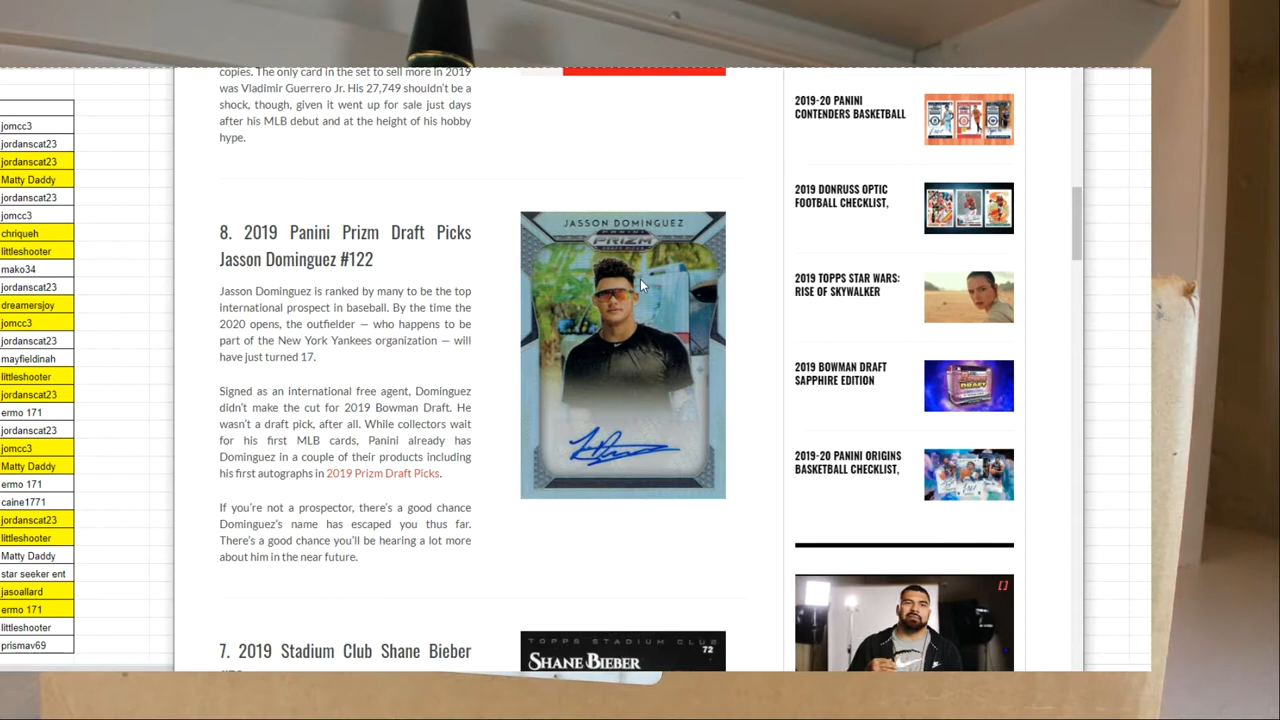 jomcc3
jordanscat23
jordanscat23
Matty Daddy
jordanscat23
jomcc3
chriqueh
littleshooter
mako34
jordanscat23
dreamersjoy
jomcc3
jordanscat23
mayfieldinah
littleshooter
jordanscat23
ermo 171
jordanscat23
jomcc3
Matty Daddy
ermo 171
caine1771
jordanscat23
littleshooter
Matty Daddy
star seeker ent
jasoallard
ermo 171
littleshooter
prismav69
copies. The only card in the set to sell more in 2019
was Vladimir Guerrero Jr. His 27,749 shouldn't be a
shock, though, given it went up for sale just days
after his MLB debut and at the height of his hobby
hype.
8. 2019 Panini Prizm Draft Picks
Jasson Dominguez #122
Jasson Dominguez is ranked by many to be the top
international prospect in baseball. By the time the
2020 opens, the outfielder — who happens to be
part of the New York Yankees organization — will
have just turned 17.
Signed as an international free agent, Dominguez
didn't make the cut for 2019 Bowman Draft. He
wasn't a draft pick, after all. While collectors wait
for his first MLB cards, Panini already has
Dominguez in a couple of their products including
his first autographs in 2019 Prizm Draft Picks.
If you're not a prospector, there's a good chance
Dominguez's name has escaped you thus far.
There's a good chance you'll be hearing a lot more
about him in the near future.
7. 2019 Stadium Club Shane Bieber
JASSON DOMINGUEZ
PANINI
PRIZM
DRAFT PICKS
TOPPS STADIUM CLUB
72
SHANE BIEBER
2019-20 PANINI
CONTENDERS BASKETBALL
2019 DONRUSS OPTIC
FOOTBALL CHECKLIST,
2019 TOPPS STAR WARS:
RISE OF SKYWALKER
2019 BOWMAN DRAFT
SAPPHIRE EDITION
2019-20 PANINI ORIGINS
BASKETBALL CHECKLIST,